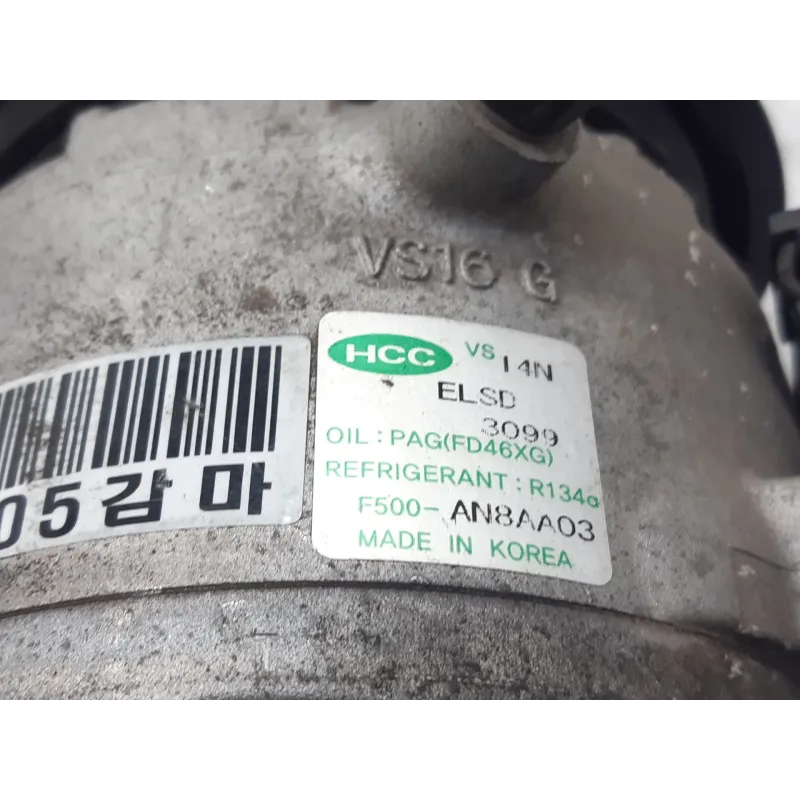 VS16 G
HCC VS 14N
ELSD
3099
OIL : PAG(FD46XG)
REFRIGERANT : R134a
F500- AN8AA03
MADE IN KOREA
05감마